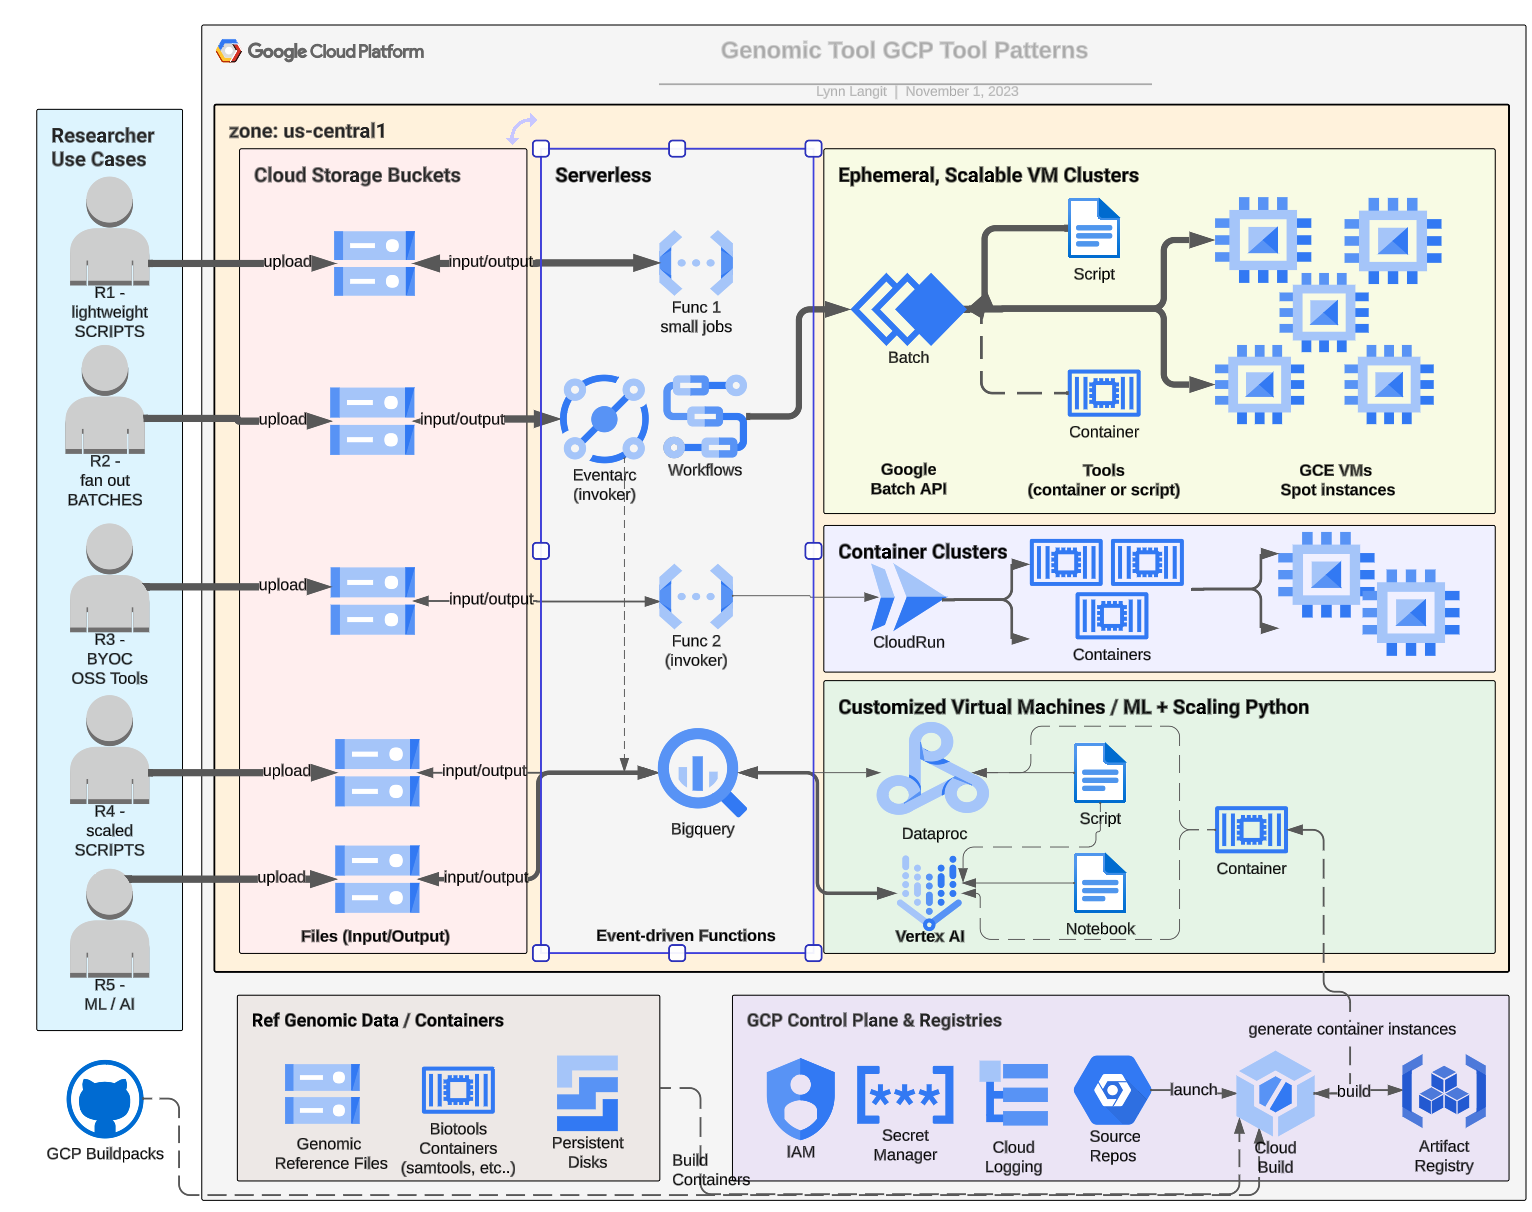 Google Cloud Platform
Genomic Tool GCP Tool Patterns
Lynn Langit | November 1, 2023
Researcher
Use Cases
R1 -
lightweight
SCRIPTS
R2 -
fan out
BATCHES
R3 -
BYOC
OSS Tools
R4 -
scaled
SCRIPTS
R5 -
ML / AI
GCP Buildpacks
zone: us-central1
Cloud Storage Buckets
upload
input/output
upload
input/output
upload
input/output
upload
input/output
upload
input/output
Files (Input/Output)
Serverless
Func 1
small jobs
Eventarc
(invoker)
Workflows
Func 2
(invoker)
Bigquery
Event-driven Functions
Ephemeral, Scalable VM Clusters
Script
Batch
Container
Google
Batch API
Tools
(container or script)
GCE VMs
Spot instances
Container Clusters
CloudRun
Containers
Customized Virtual Machines / ML + Scaling Python
Dataproc
Script
Container
Vertex AI
Notebook
Ref Genomic Data / Containers
Genomic
Reference Files
Biotools
Containers
(samtools, etc..)
Persistent
Disks
Build
Containers
GCP Control Plane & Registries
generate container instances
IAM
***
Secret
Manager
Cloud
Logging
Source
Repos
launch
Cloud
Build
build
Artifact
Registry